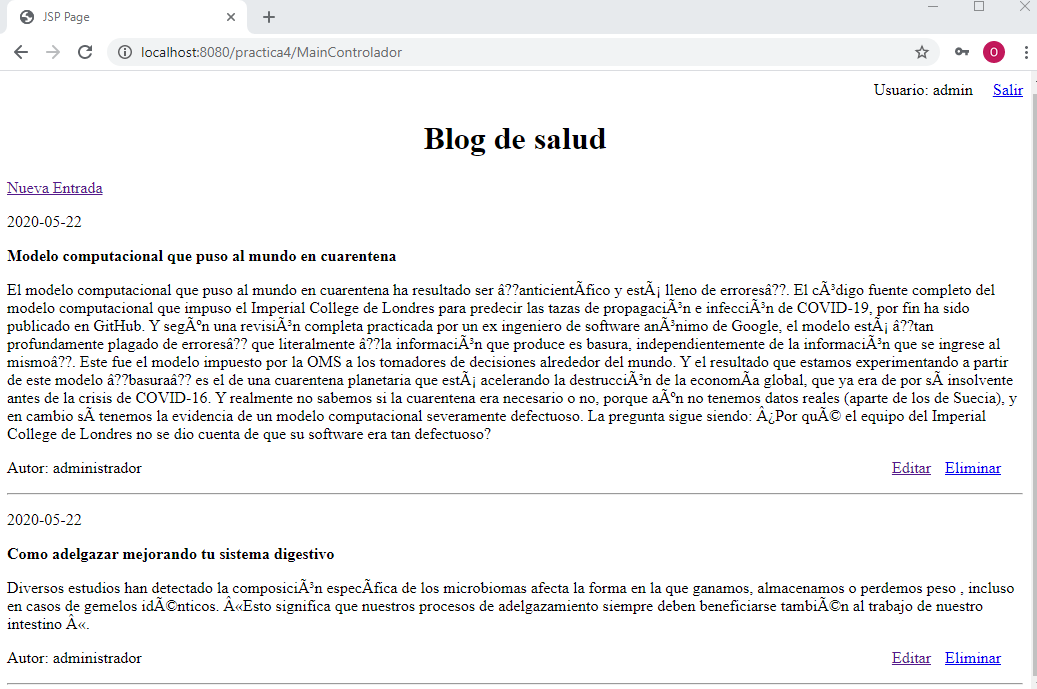 JSP Page
localhost:8080/practica4/MainControlador
O
Usuario: admin Salir
Blog de salud
Nueva Entrada
2020-05-22
Modelo computacional que puso al mundo en cuarentena
El modelo computacional que puso al mundo en cuarentena ha resultado ser â??anticientÃfico y estÃ¡ lleno de erroresâ??. El cÃ³digo fuente completo del
modelo computacional que impuso el Imperial College de Londres para predecir las tazas de propagaciÃ³n e infecciÃ³n de COVID-19, por fin ha sido
publicado en GitHub. Y segÃºn una revisiÃ³n completa practicada por un ex ingeniero de software anÃ³nimo de Google, el modelo estÃ¡ â??tan
profundamente plagado de erroresâ?? que literalmente â??la informaciÃ³n que produce es basura, independientemente de la informaciÃ³n que se ingrese al
mismoâ??. Este fue el modelo impuesto por la OMS a los tomadores de decisiones alrededor del mundo. Y el resultado que estamos experimentando a partir
de este modelo â??basuraâ?? es el de una cuarentena planetaria que estÃ¡ acelerando la destrucciÃ³n de la economÃa global, que ya era de por sÃ insolvente
antes de la crisis de COVID-16. Y realmente no sabemos si la cuarentena era necesario o no, porque aÃºn no tenemos datos reales (aparte de los de Suecia), y
en cambio sÃ tenemos la evidencia de un modelo computacional severamente defectuoso. La pregunta sigue siendo: Â¿Por quÃ© el equipo del Imperial
College de Londres no se dio cuenta de que su software era tan defectuoso?
Autor: administrador Editar Eliminar
2020-05-22
Como adelgazar mejorando tu sistema digestivo
Diversos estudios han detectado la composiciÃ³n especÃfica de los microbiomas afecta la forma en la que ganamos, almacenamos o perdemos peso , incluso
en casos de gemelos idÃ©nticos. Â«Esto significa que nuestros procesos de adelgazamiento siempre deben beneficiarse tambiÃ©n al trabajo de nuestro
intestino Â«.
Autor: administrador Editar Eliminar